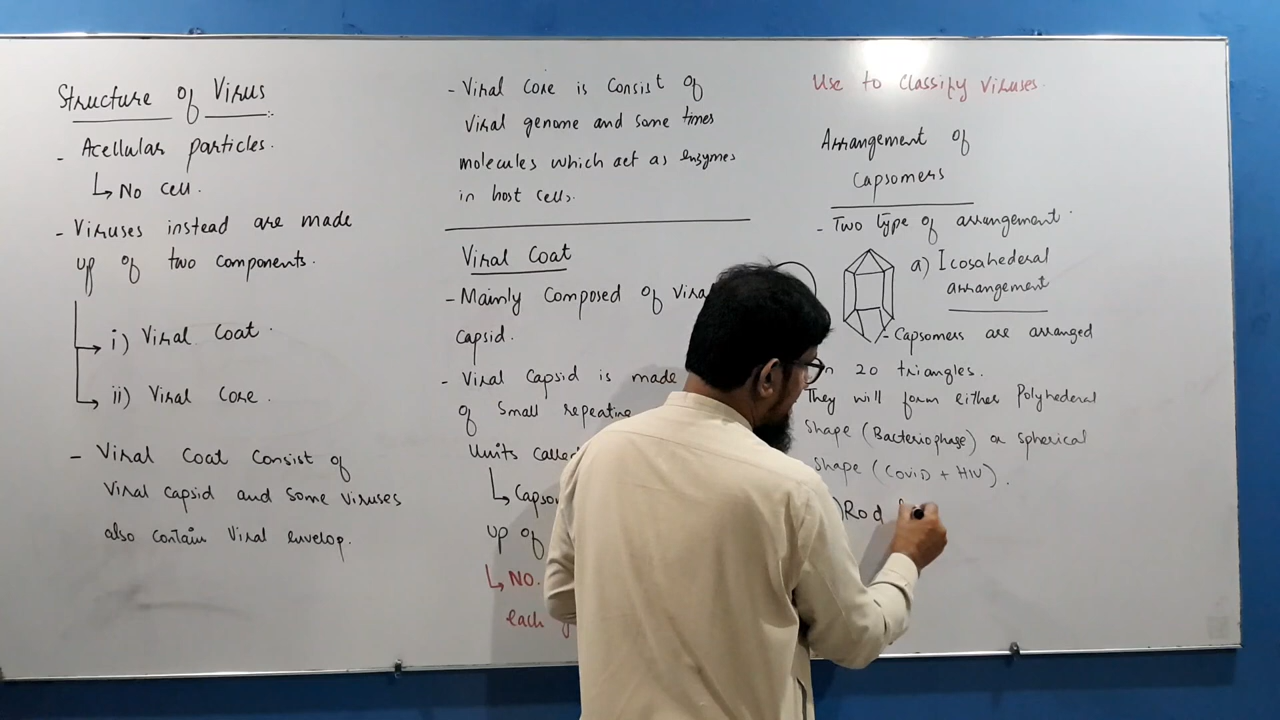 Structure of Virus
- Acellular particles.
↳ No cell.
- Viruses instead are made
up of two components.
→ i) Viral Coat.
→ ii) Viral Core.
- Viral Coat Consist of
Viral capsid and some viruses
also contain Viral envelop.
- Viral Core is Consist of
Viral genome and some times
molecules which act as enzymes
in host cells.
Viral Coat
- Mainly Composed of
capsid.
- Viral Capsid is made
of Small repeating
Units called
↳
up of
↳ NO.
each
Use to Classify Viruses.
Arrangement of
Capsomers
- Two type of arrangement.
a) Icosahedral
arrangement
- Capsomers are arranged
20 triangles.
They will form either Polyhederal
Shape (Bacteriophage) or spherical
Shape (COVID + HIV).
Rod